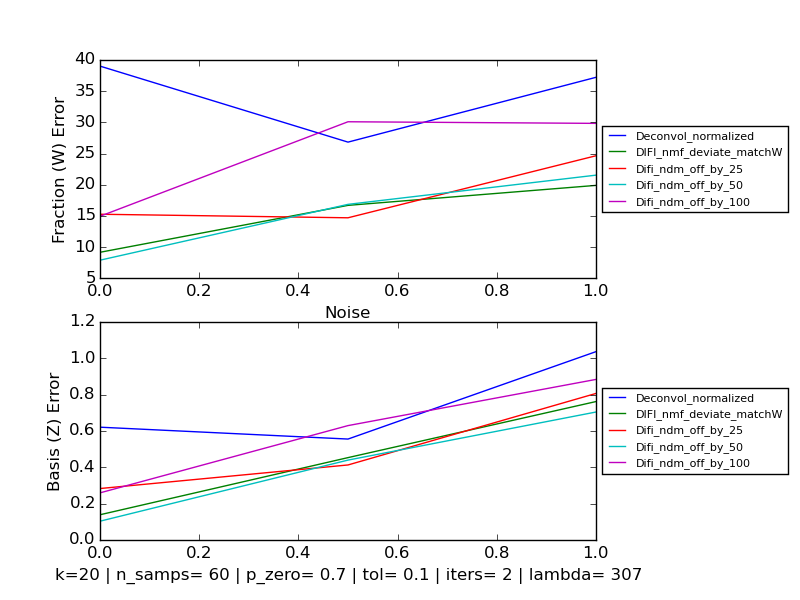 40
35
30
25
20
15
10
5
Fraction (W) Error
0.0 0.2 0.4 0.6 0.8 1.0
Noise
Deconvol_normalized
DIFI_nmf_deviate_matchW
Difi_ndm_off_by_25
Difi_ndm_off_by_50
Difi_ndm_off_by_100
1.2
1.0
0.8
0.6
0.4
0.2
0.0
Basis (Z) Error
0.0 0.2 0.4 0.6 0.8 1.0
Deconvol_normalized
DIFI_nmf_deviate_matchW
Difi_ndm_off_by_25
Difi_ndm_off_by_50
Difi_ndm_off_by_100
k=20 | n_samps= 60 | p_zero= 0.7 | tol= 0.1 | iters= 2 | lambda= 307